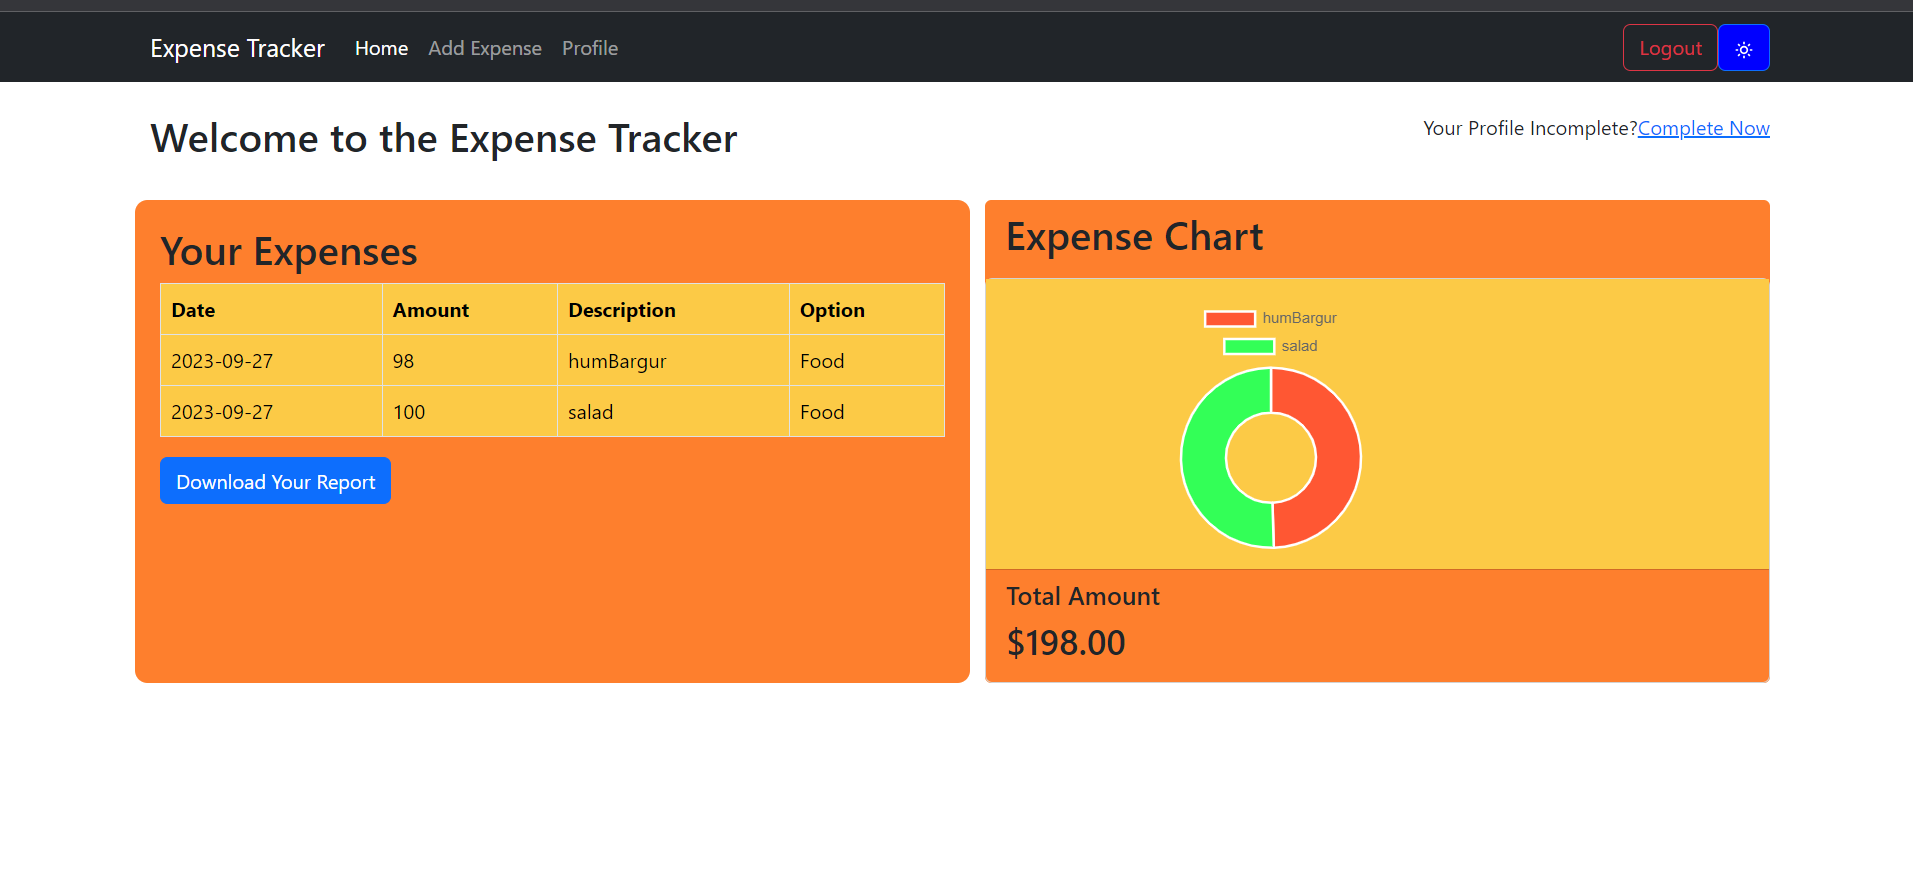 Expense Tracker Home Add Expense Profile Logout
Welcome to the Expense Tracker
Your Profile Incomplete?Complete Now
Your Expenses
Date Amount Description Option
2023-09-27 98 humBargur Food
2023-09-27 100 salad Food
Download Your Report
Expense Chart
humBargur
salad
Total Amount
$198.00